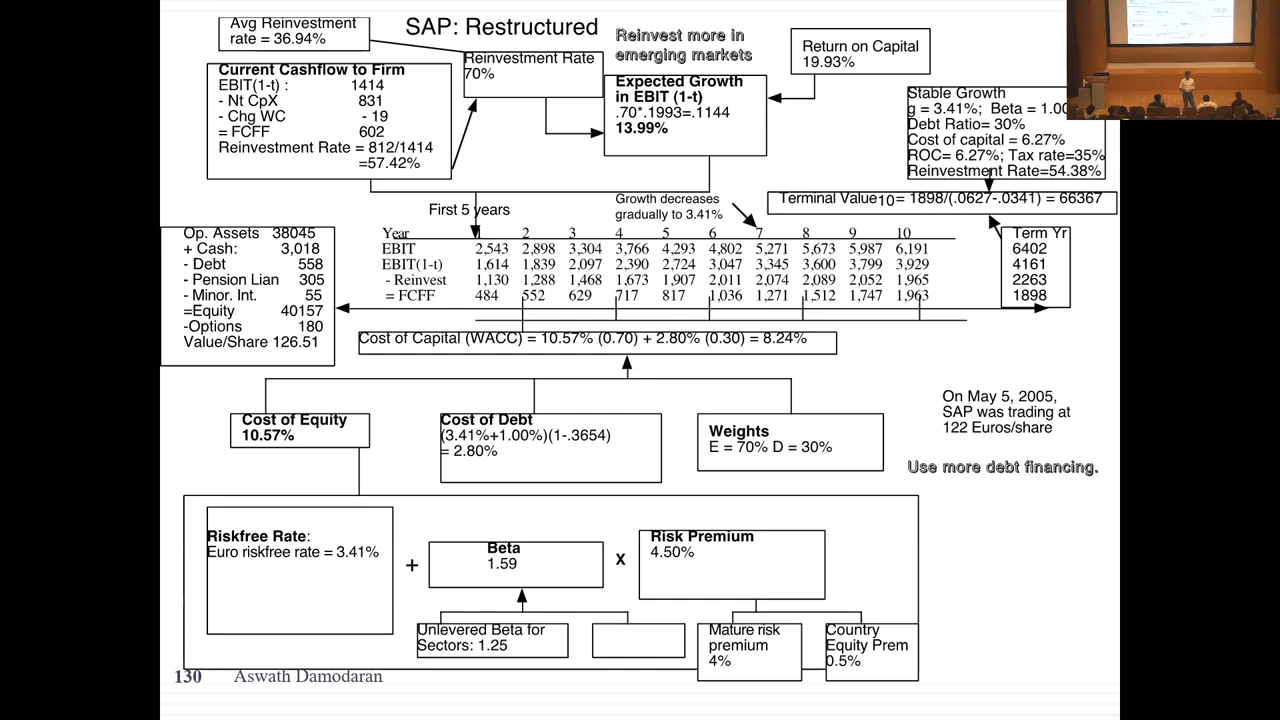 SAP: Restructured
Avg Reinvestment
rate = 36.94%
Reinvestment Rate
70%
Reinvest more in
emerging markets
Return on Capital
19.93%
Current Cashflow to Firm
EBIT(1-t) : 1414
- Nt CpX 831
- Chg WC - 19
= FCFF 602
Reinvestment Rate = 812/1414
=57.42%
Expected Growth
in EBIT (1-t)
.70*.1993=.1144
13.99%
Stable Growth
g = 3.41%; Beta = 1.00
Debt Ratio= 30%
Cost of capital = 6.27%
ROC= 6.27%; Tax rate=35%
Reinvestment Rate=54.38%
Terminal Value10= 1898/(.0627-.0341) = 66367
First 5 years
Growth decreases
gradually to 3.41%
Op. Assets 38045
+ Cash: 3,018
- Debt 558
- Pension Lian 305
- Minor. Int. 55
=Equity 40157
-Options 180
Value/Share 126.51
Year 1 2 3 4 5 6 7 8 9 10
EBIT 2,543 2,898 3,304 3,766 4,293 4,802 5,271 5,673 5,987 6,191
EBIT(1-t) 1,614 1,839 2,097 2,390 2,724 3,047 3,345 3,600 3,799 3,929
- Reinvest 1,130 1,288 1,468 1,673 1,907 2,011 2,074 2,089 2,052 1,965
= FCFF 484 552 629 717 817 1,036 1,271 1,512 1,747 1,963
Term Yr
6402
4161
2263
1898
Cost of Capital (WACC) = 10.57% (0.70) + 2.80% (0.30) = 8.24%
Cost of Equity
10.57%
Cost of Debt
(3.41%+1.00%)(1-.3654)
= 2.80%
Weights
E = 70% D = 30%
On May 5, 2005,
SAP was trading at
122 Euros/share
Use more debt financing.
Riskfree Rate:
Euro riskfree rate = 3.41%
+
Beta
1.59
X
Risk Premium
4.50%
Unlevered Beta for
Sectors: 1.25
Mature risk
premium
4%
Country
Equity Prem
0.5%
130 Aswath Damodaran